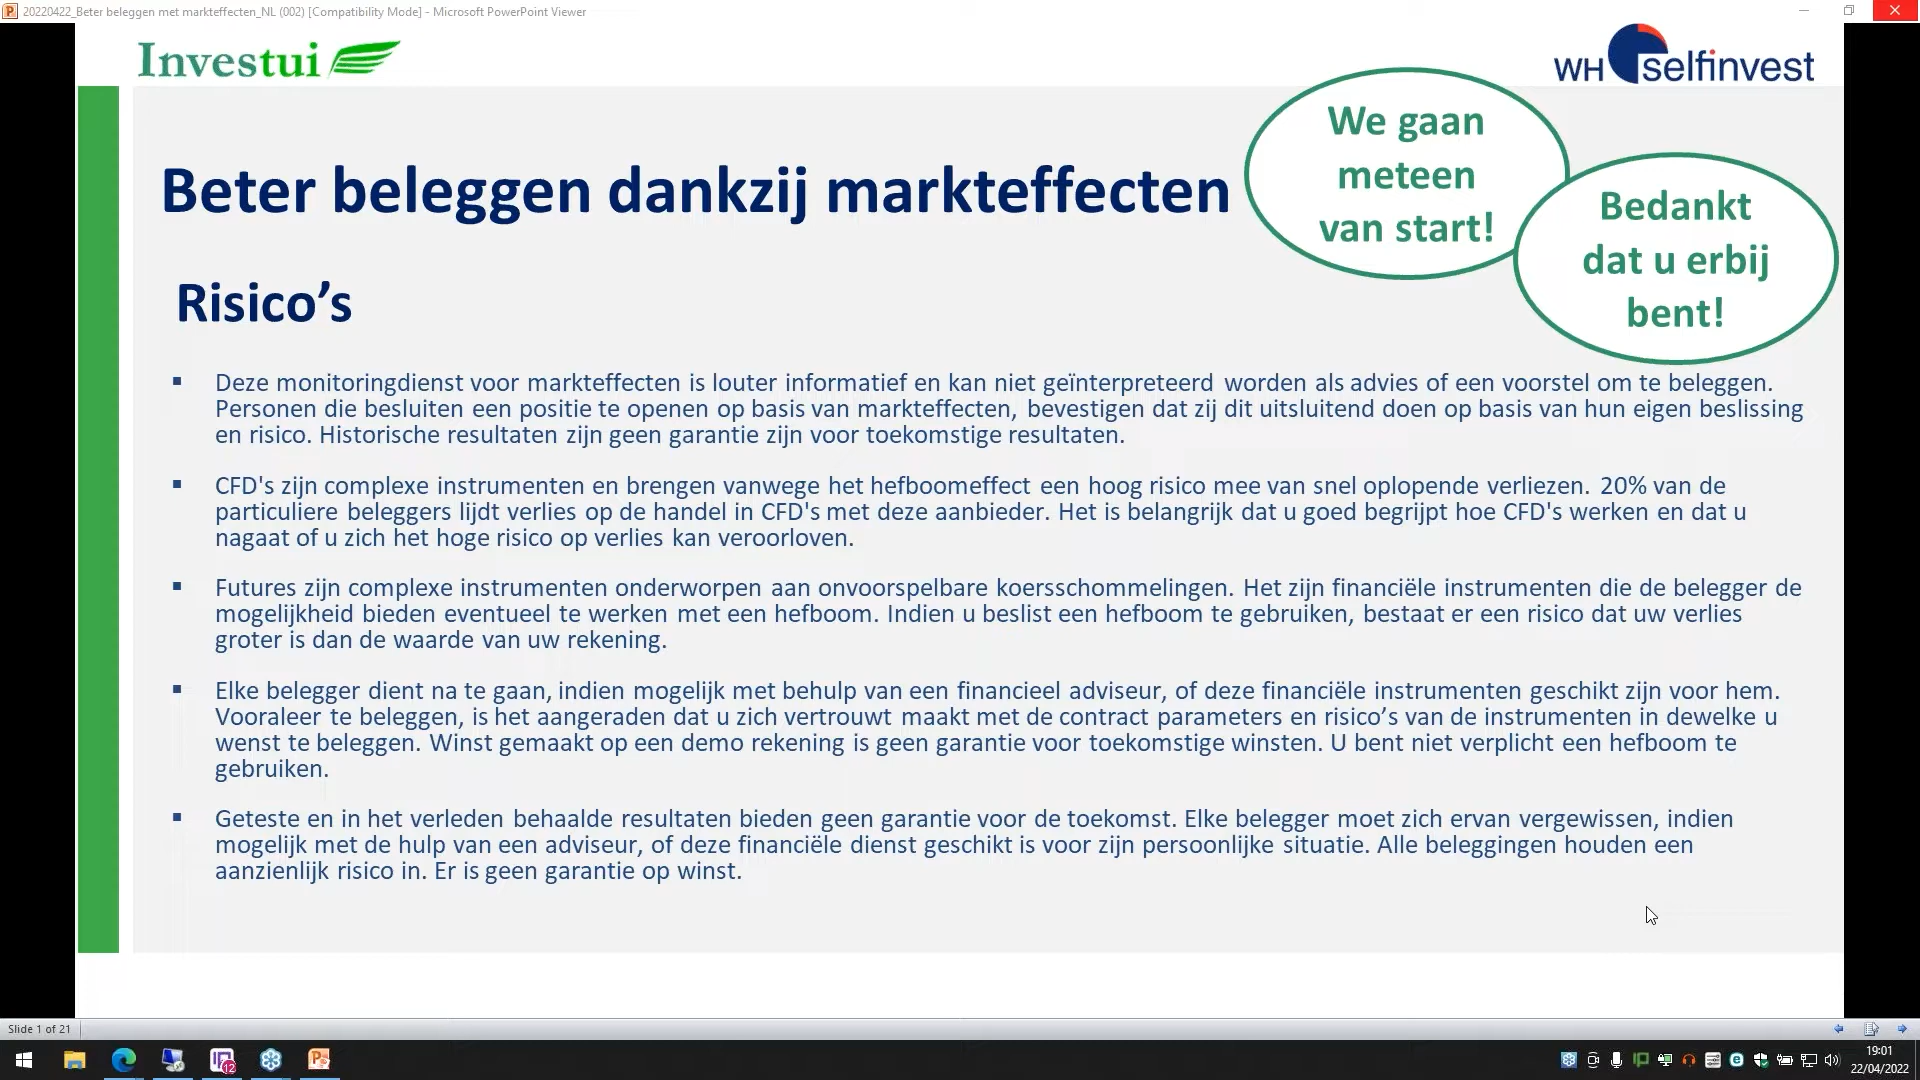 20220422_Beter beleggen met markteffecten_NL (002) [Compatibility Mode] - Microsoft PowerPoint Viewer
Investui
WH selfinvest
We gaan
meteen
van start!
Bedankt
dat u erbij
bent!
Beter beleggen dankzij markteffecten
Risico’s
▪ Deze monitoringdienst voor markteffecten is louter informatief en kan niet geïnterpreteerd worden als advies of een voorstel om te beleggen.
Personen die besluiten een positie te openen op basis van markteffecten, bevestigen dat zij dit uitsluitend doen op basis van hun eigen beslissing
en risico. Historische resultaten zijn geen garantie zijn voor toekomstige resultaten.
▪ CFD's zijn complexe instrumenten en brengen vanwege het hefboomeffect een hoog risico mee van snel oplopende verliezen. 20% van de
particuliere beleggers lijdt verlies op de handel in CFD's met deze aanbieder. Het is belangrijk dat u goed begrijpt hoe CFD's werken en dat u
nagaat of u zich het hoge risico op verlies kan veroorloven.
▪ Futures zijn complexe instrumenten onderworpen aan onvoorspelbare koersschommelingen. Het zijn financiële instrumenten die de belegger de
mogelijkheid bieden eventueel te werken met een hefboom. Indien u beslist een hefboom te gebruiken, bestaat er een risico dat uw verlies
groter is dan de waarde van uw rekening.
▪ Elke belegger dient na te gaan, indien mogelijk met behulp van een financieel adviseur, of deze financiële instrumenten geschikt zijn voor hem.
Vooraleer te beleggen, is het aangeraden dat u zich vertrouwt maakt met de contract parameters en risico’s van de instrumenten in dewelke u
wenst te beleggen. Winst gemaakt op een demo rekening is geen garantie voor toekomstige winsten. U bent niet verplicht een hefboom te
gebruiken.
▪ Geteste en in het verleden behaalde resultaten bieden geen garantie voor de toekomst. Elke belegger moet zich ervan vergewissen, indien
mogelijk met de hulp van een adviseur, of deze financiële dienst geschikt is voor zijn persoonlijke situatie. Alle beleggingen houden een
aanzienlijk risico in. Er is geen garantie op winst.
Slide 1 of 21
12
19:01
22/04/2022